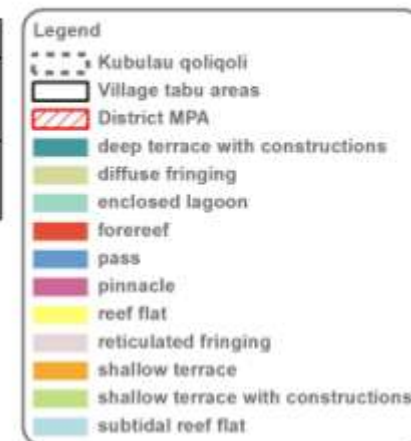 Legend
Kubulau qoliqoli
Village tabu areas
District MPA
deep terrace with constructions
diffuse fringing
enclosed lagoon
forereef
pass
pinnacle
reef flat
reticulated fringing
shallow terrace
shallow terrace with constructions
subtidal reef flat